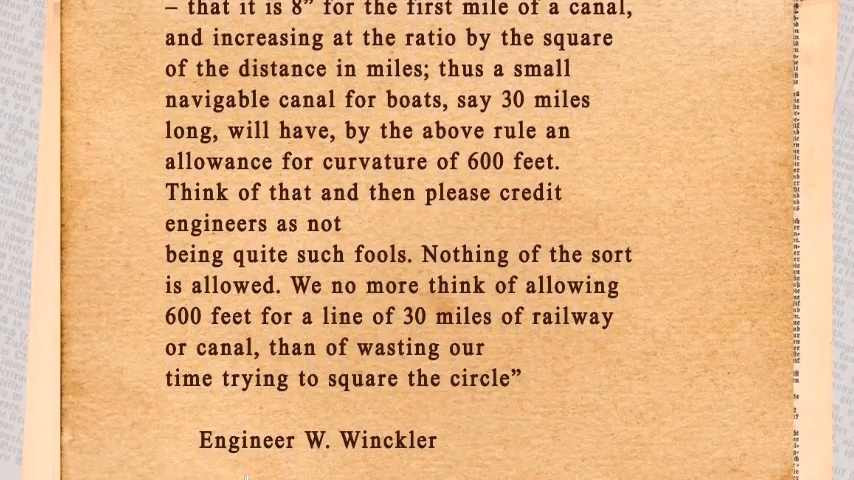 – that it is 8” for the first mile of a canal,
and increasing at the ratio by the square
of the distance in miles; thus a small
navigable canal for boats, say 30 miles
long, will have, by the above rule an
allowance for curvature of 600 feet.
Think of that and then please credit
engineers as not
being quite such fools. Nothing of the sort
is allowed. We no more think of allowing
600 feet for a line of 30 miles of railway
or canal, than of wasting our
time trying to square the circle”
Engineer W. Winckler